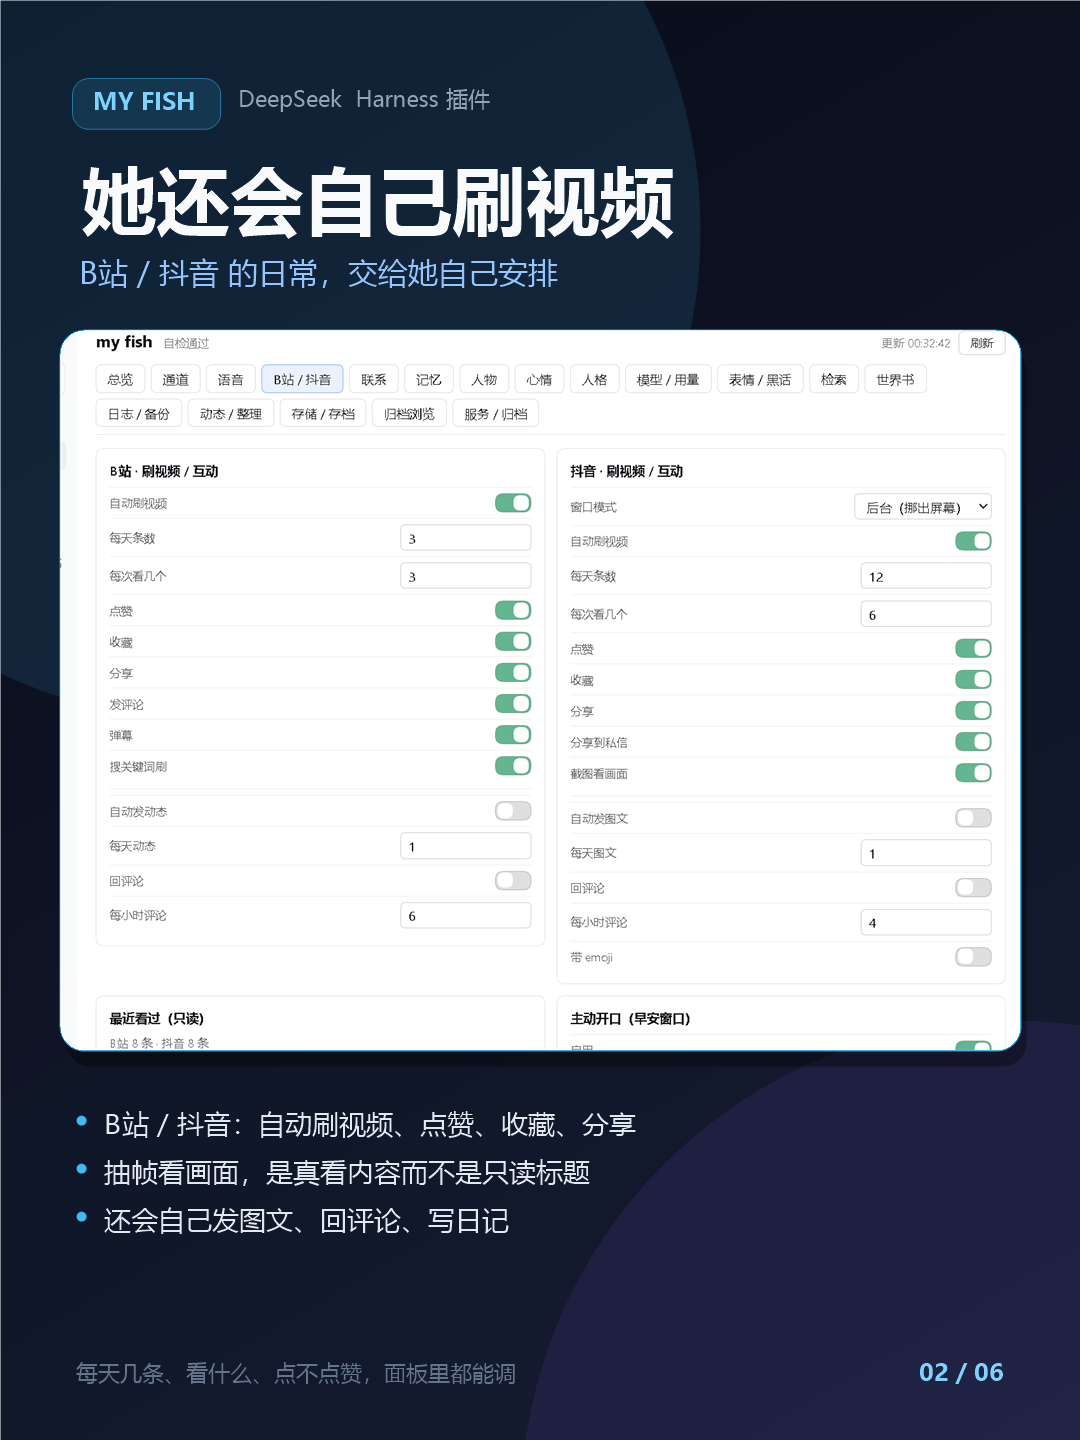 MY FISH
DeepSeek Harness 插件
她还会自己刷视频
B站 / 抖音 的日常，交给她自己安排
my fish 自检通过
更新 00:32:42 刷新
总览 通道 语音 B站 / 抖音 联系 记忆 人物 心情 人格 模型 / 用量 表情 / 黑话 检索 世界书
日志 / 备份 动态 / 整理 存储 / 存档 归档浏览 服务 / 归档
B站 · 刷视频 / 互动
自动刷视频
每天条数 3
每次看几个 3
点赞
收藏
分享
发评论
弹幕
搜关键词刷
自动发动态
每天动态 1
回评论
每小时评论 6
抖音 · 刷视频 / 互动
窗口模式 后台（挪出屏幕）
自动刷视频
每天条数 12
每次看几个 6
点赞
收藏
分享
分享到私信
截图看画面
自动发图文
每天图文 1
回评论
每小时评论 4
带 emoji
最近看过（只读）
B站 8 条 · 抖音 8 条
主动开口（早安窗口）
B站 / 抖音：自动刷视频、点赞、收藏、分享
抽帧看画面，是真看内容而不是只读标题
还会自己发图文、回评论、写日记
每天几条、看什么、点不点赞，面板里都能调
02 / 06